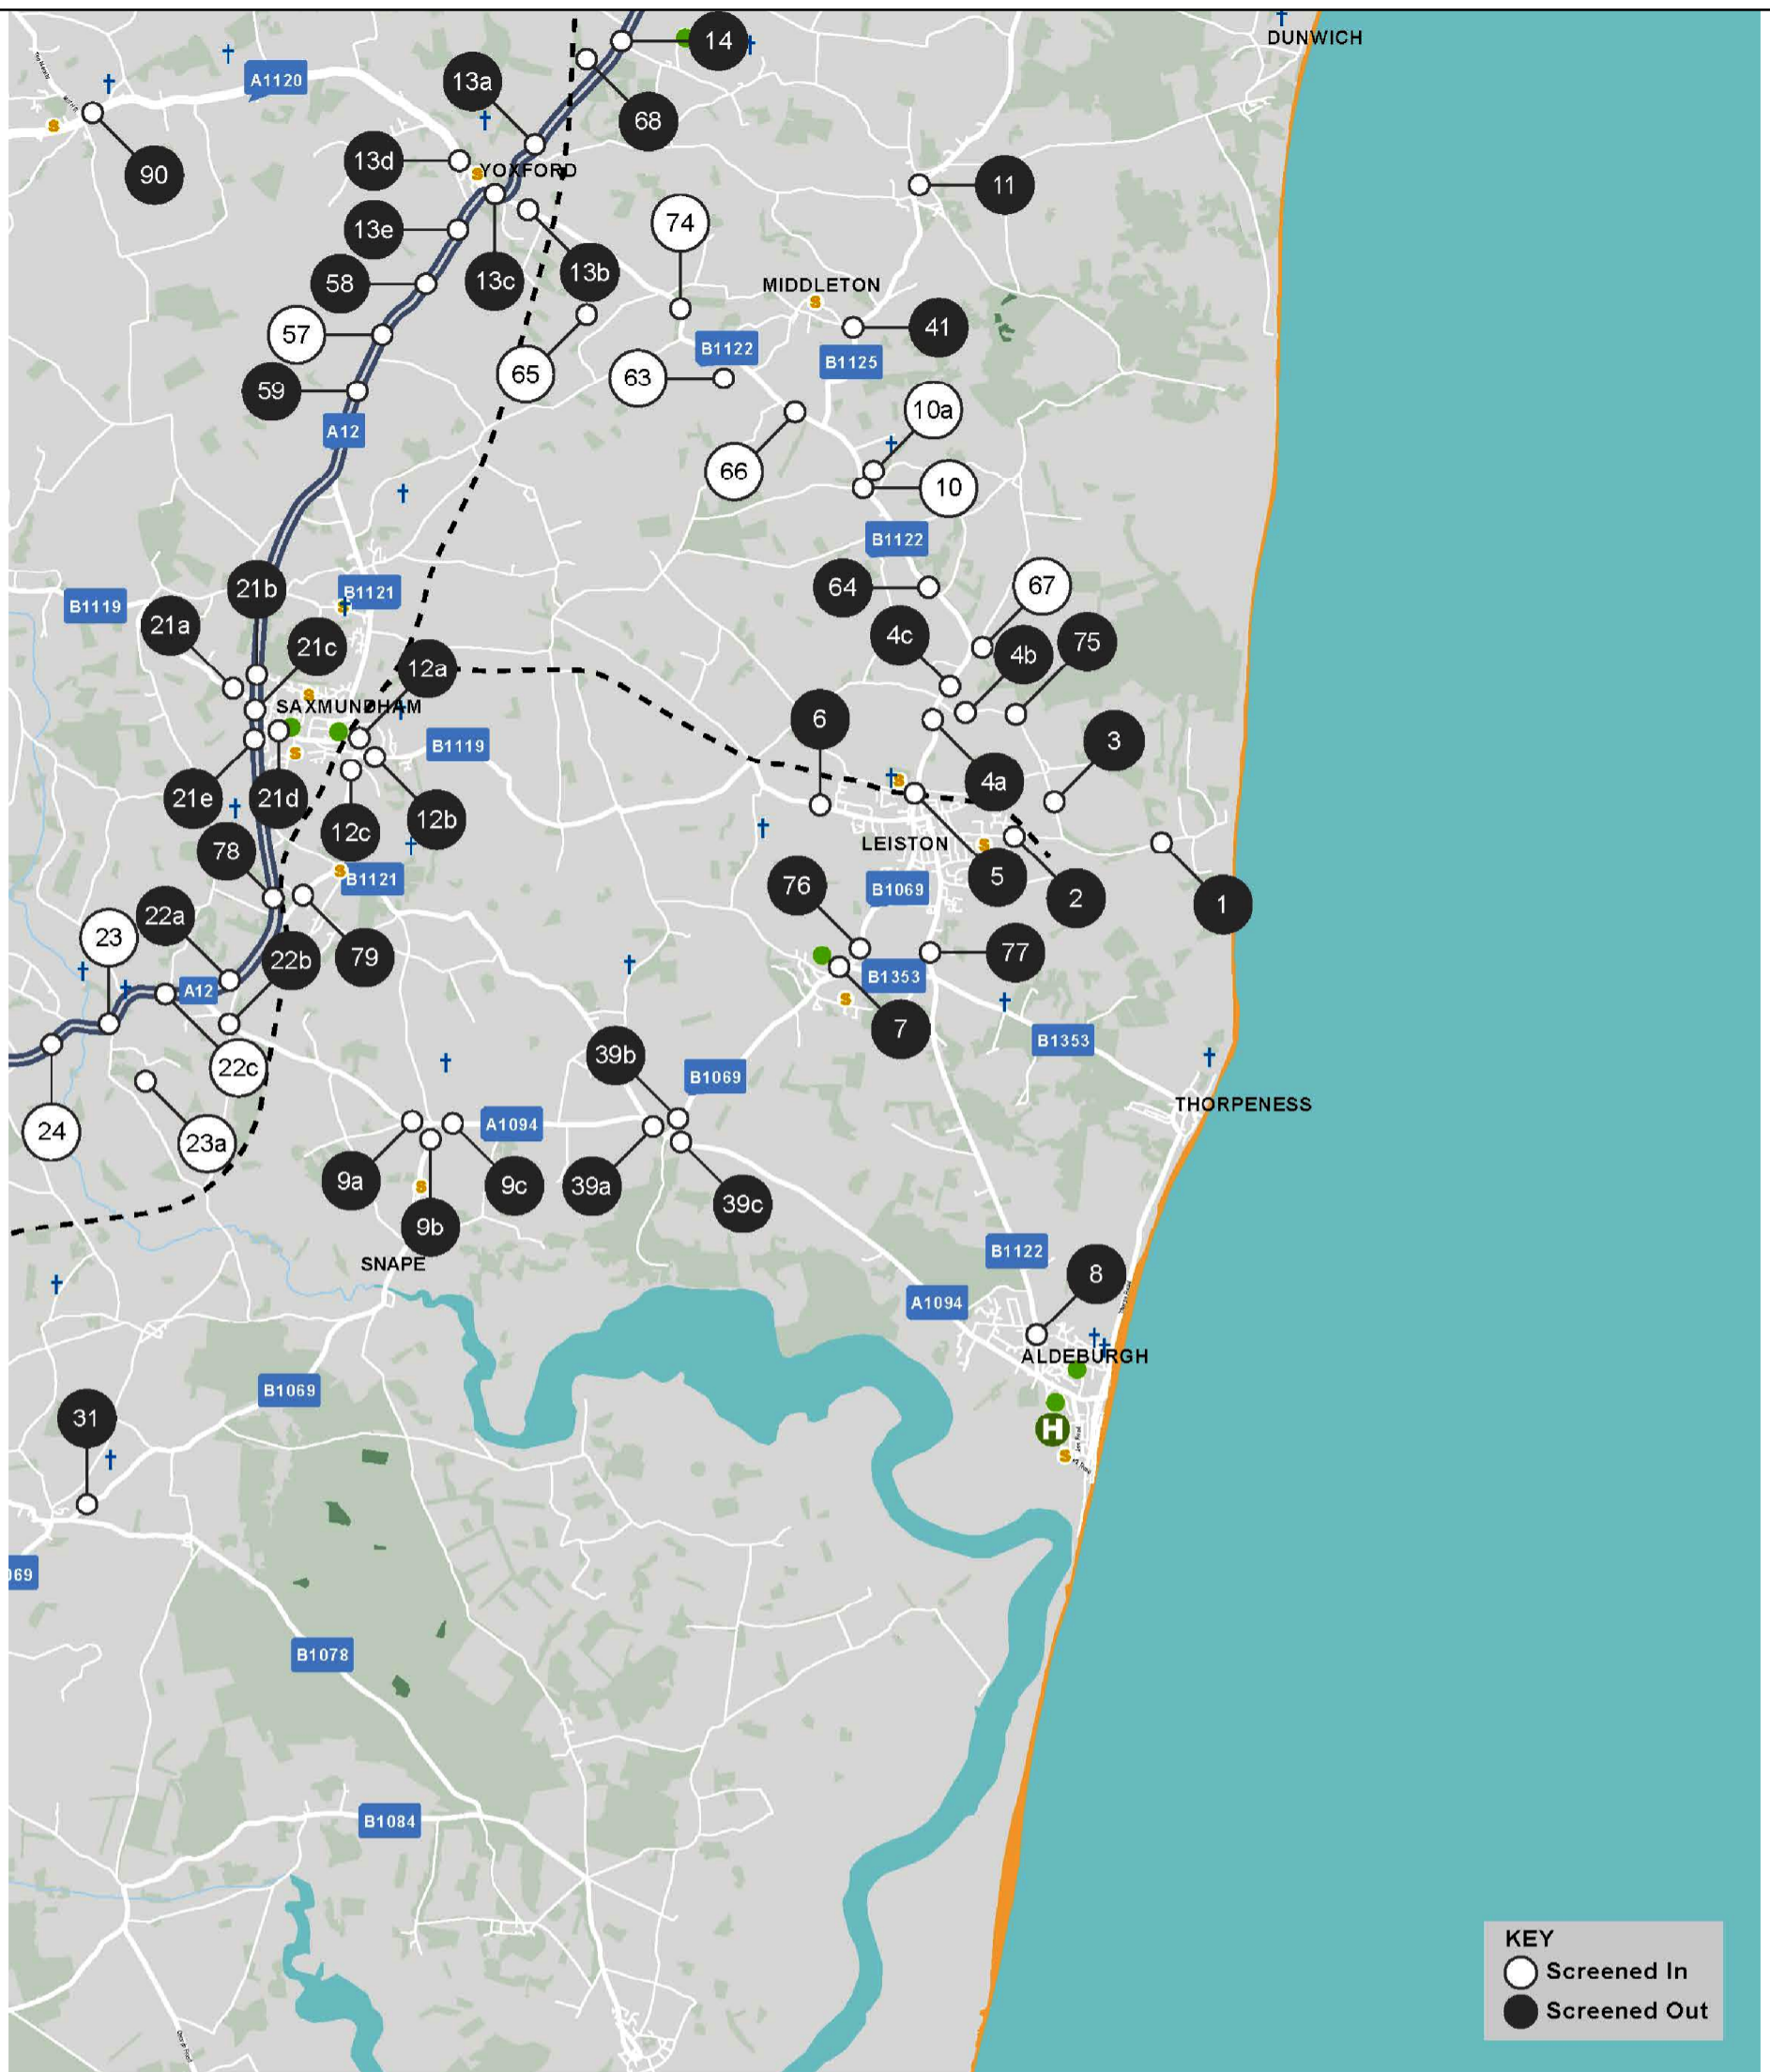 DUNWICH
14
13a
A1120
68
13d
YOXFORD
90
11
74
13e
13b
13c
58
MIDDLETON
57
41
B1122
B1125
65
63
59
10a
A12
66
10
B1122
21b
64
67
B1121
B1119
21a
4c
75
21c
4b
12a
SAXMUNDHAM
6
3
B1119
4a
21e
21d
12b
12c
LEISTON
78
B1121
5
76
B1069
2
1
22a
23
79
22b
77
B1353
A12
7
B1353
39b
22c
B1069
THORPENESS
24
A1094
23a
9a
9c
39a
39c
9b
B1122
SNAPE
8
A1094
ALDEBURGH
B1069
31
H
069
B1078
B1084
KEY
Screened In
Screened Out